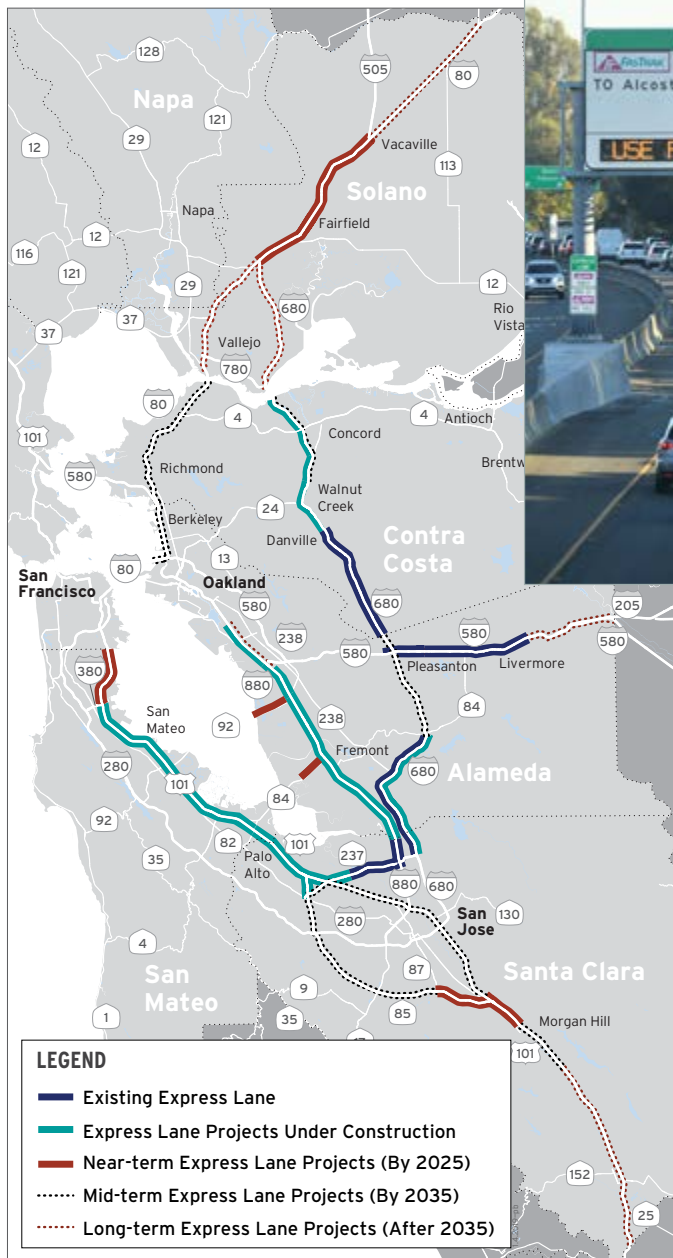 128
Napa
505
80
121
29
12
Vacaville
113
Solano
Napa
Fairfield
12
116
121
29
680
12
37
37
Rio
Vista
Vallejo
780
80
4
4
Antioch
101
Concord
Brentw
Richmond
580
Walnut
Creek
24
Berkeley
Danville
Contra
Costa
13
San
Francisco
80
Oakland
580
680
205
238
580
580
580
Pleasanton
Livermore
380
880
84
San
Mateo
92
238
Fremont
680
Alameda
280
101
84
92
82
101
Palo
Alto
237
35
880
680
280
San
Jose
130
4
87
San
Mateo
Santa Clara
9
85
1
35
17
Morgan Hill
101
152
25
LEGEND
Existing Express Lane
Express Lane Projects Under Construction
Near-term Express Lane Projects (By 2025)
Mid-term Express Lane Projects (By 2035)
Long-term Express Lane Projects (After 2035)
FASTRAK
TO Alcost
USE